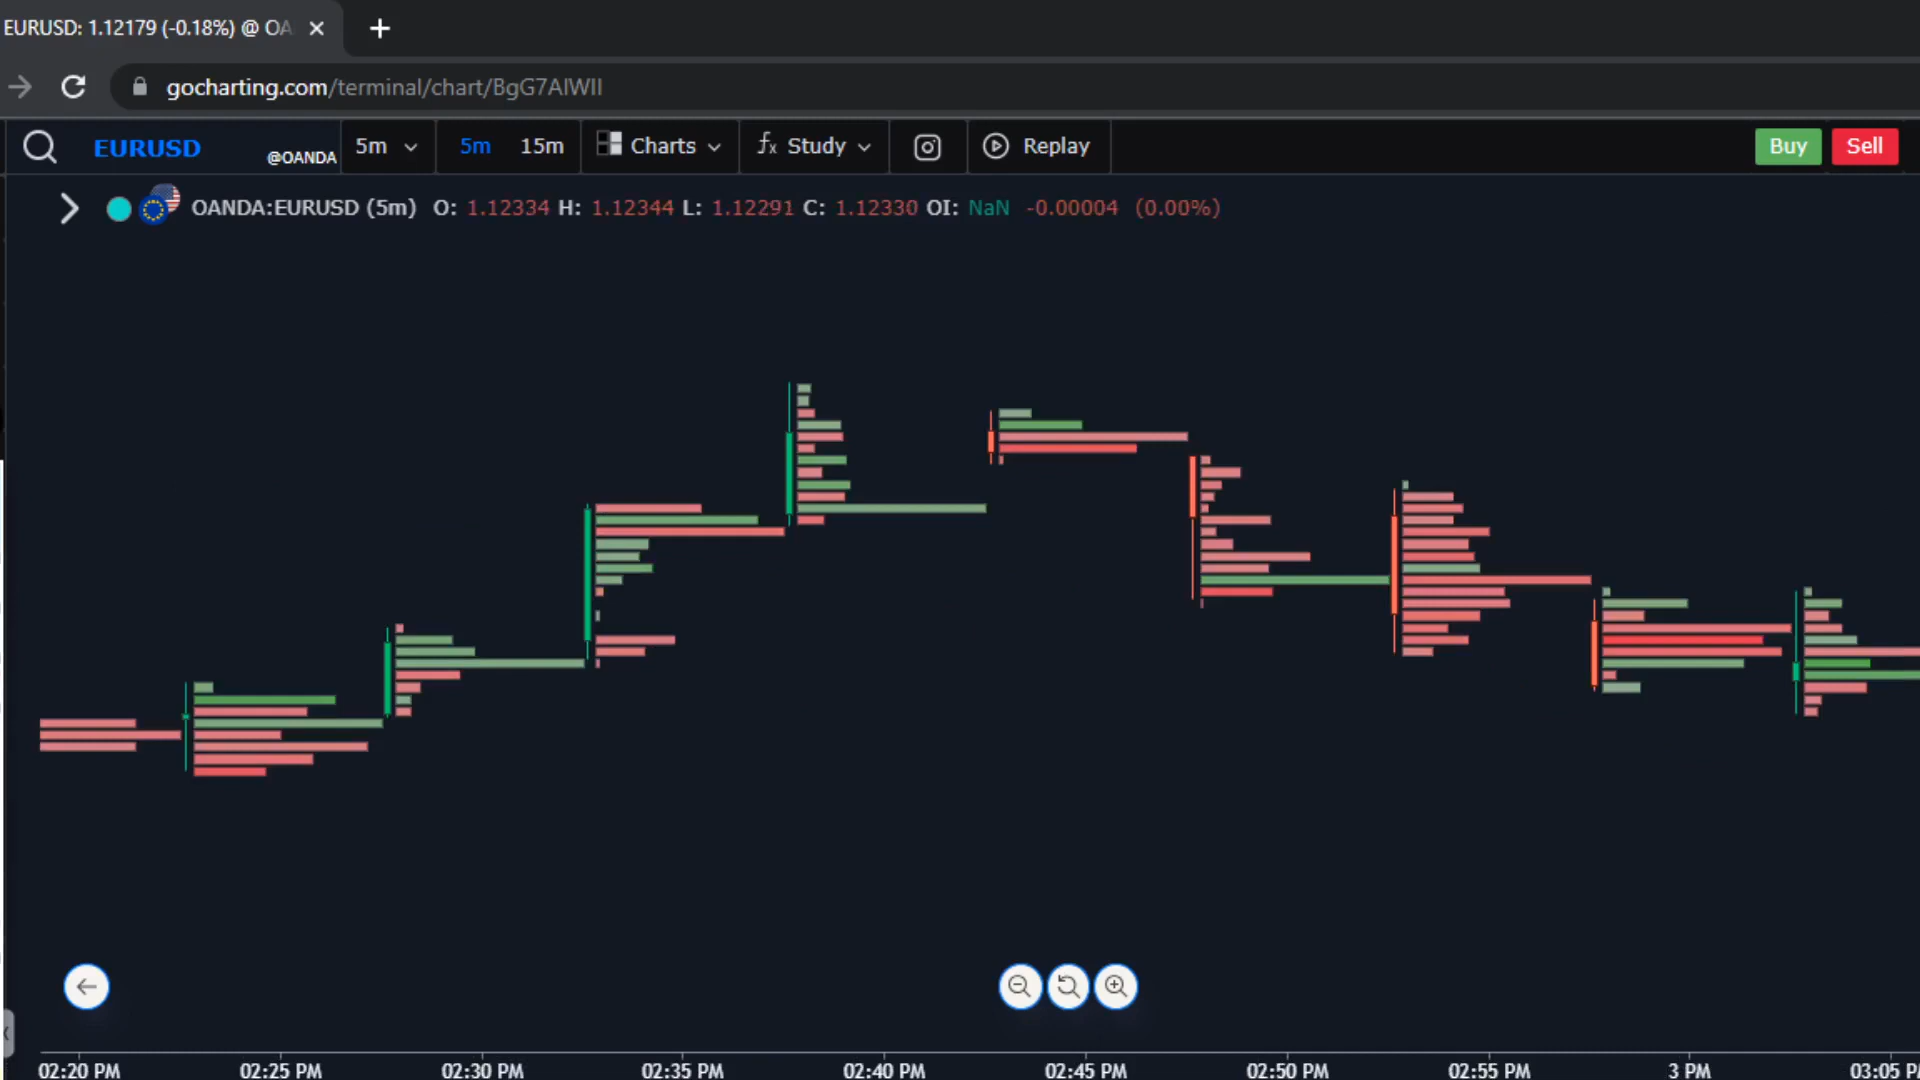 EURUSD: 1.12179 (-0.18%) @ OA
gocharting.com/terminal/chart/BgG7AlWII
EURUSD @OANDA 5m 5m 15m Charts fx Study Replay Buy Sell
OANDA:EURUSD (5m) O: 1.12334 H: 1.12344 L: 1.12291 C: 1.12330 OI: NaN -0.00004 (0.00%)
02:20 PM 02:25 PM 02:30 PM 02:35 PM 02:40 PM 02:45 PM 02:50 PM 02:55 PM 3 PM 03:05 P